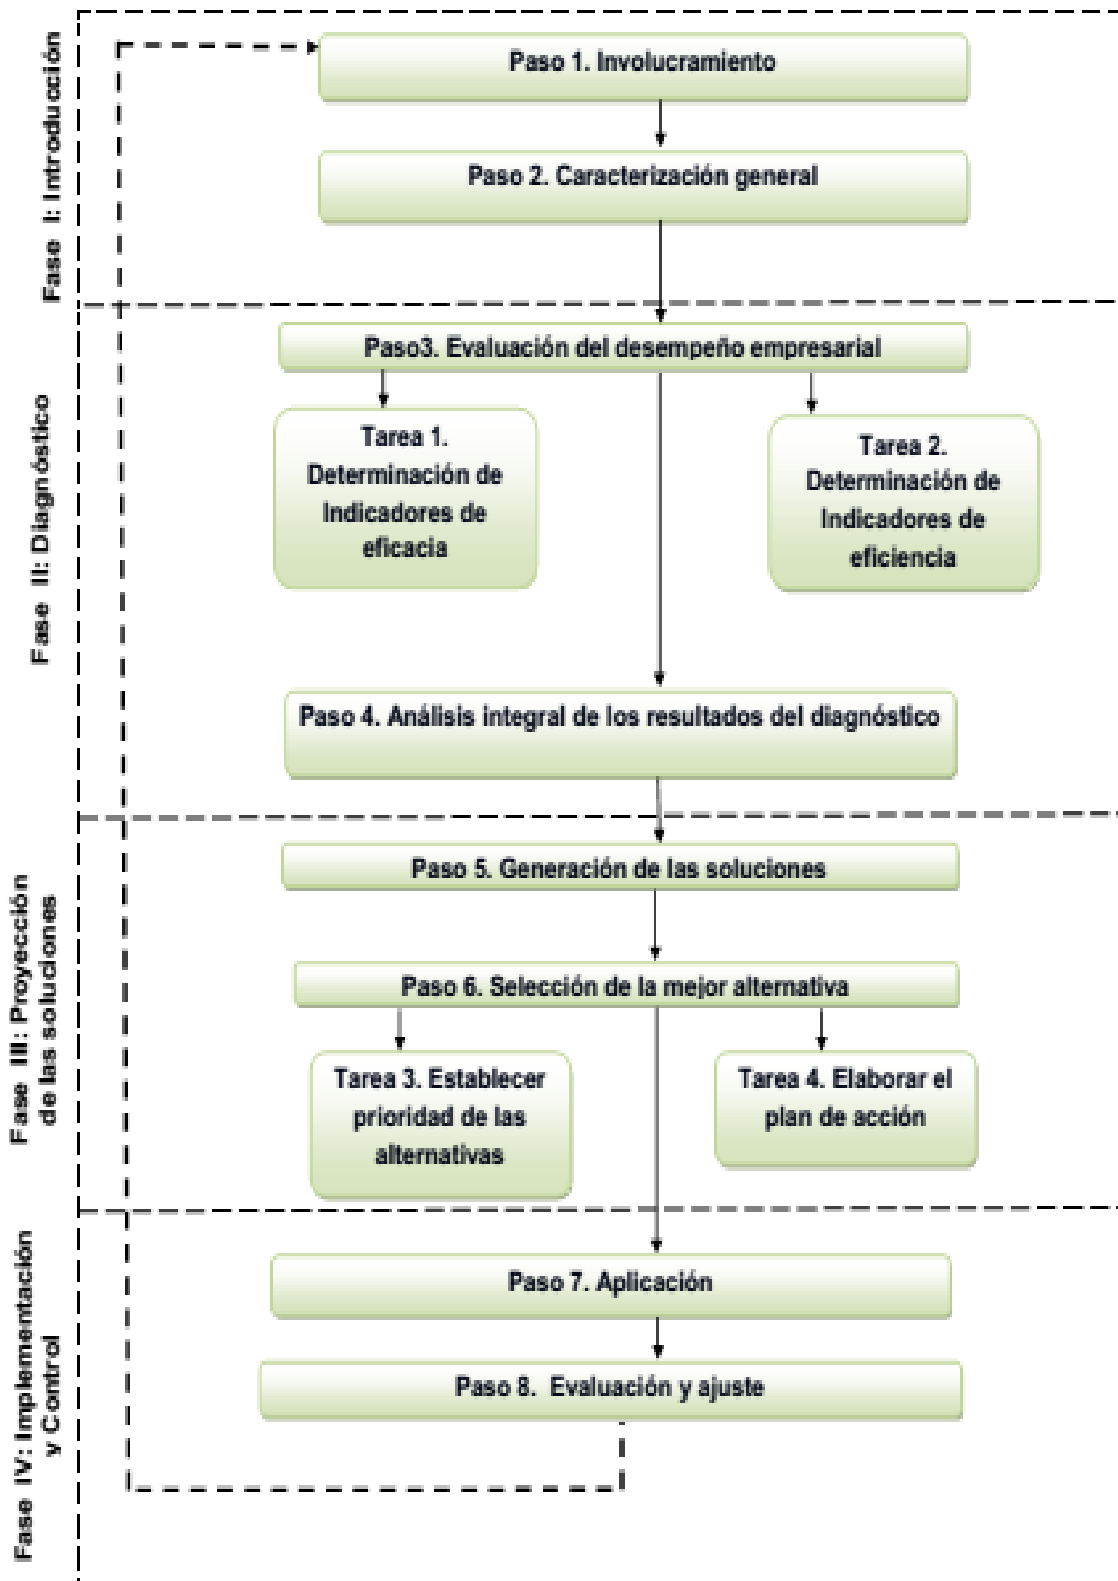 Fase I: Introducción
Paso 1. Involucramiento
Paso 2. Caracterización general
Fase II: Diagnóstico
Paso3. Evaluación del desempeño empresarial
Tarea 1.
Determinación de
Indicadores de
eficacia
Tarea 2.
Determinación de
Indicadores de
eficiencia
Paso 4. Análisis integral de los resultados del diagnóstico
Fase III: Proyección
de las soluciones
Paso 5. Generación de las soluciones
Paso 6. Selección de la mejor alternativa
Tarea 3. Establecer
prioridad de las
alternativas
Tarea 4. Elaborar el
plan de acción
Fase IV: Implementación
y Control
Paso 7. Aplicación
Paso 8. Evaluación y ajuste